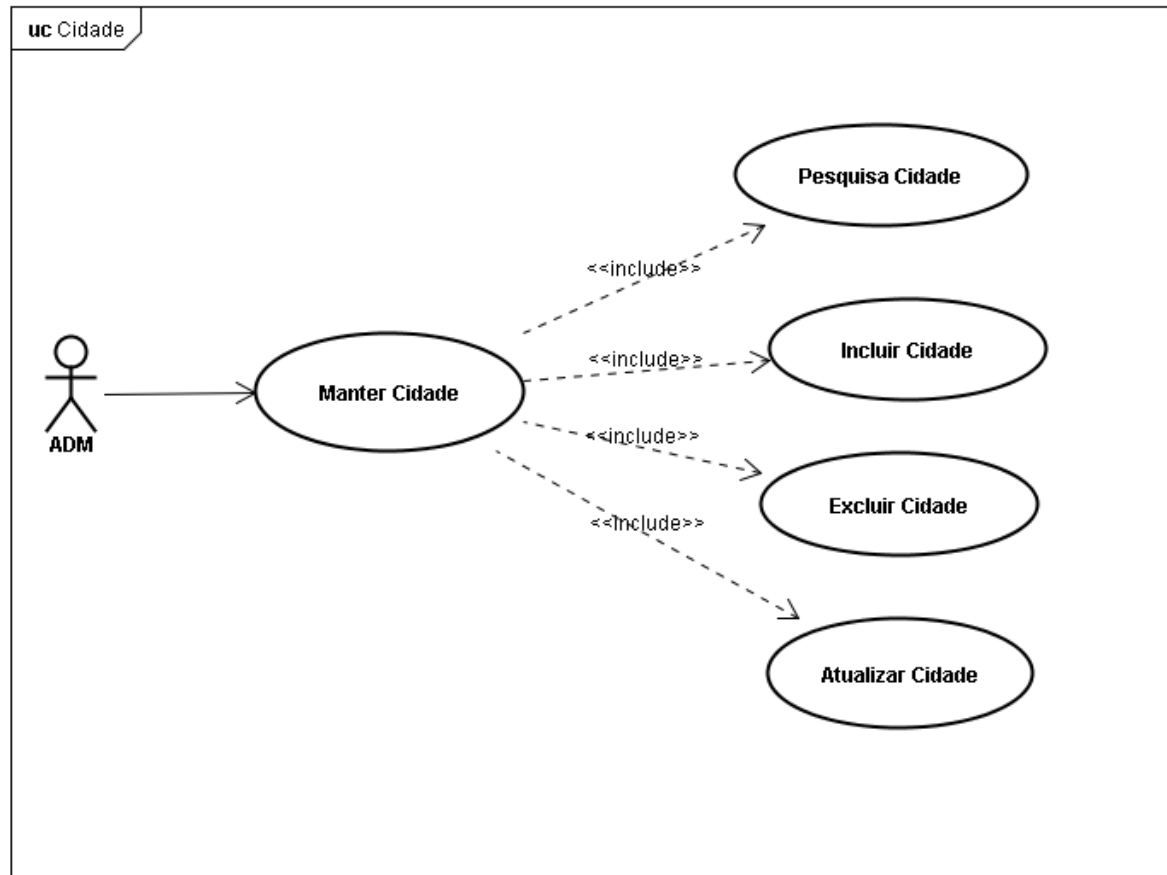 uc Cidade
Pesquisa Cidade
<<include>>
<<include>>
Incluir Cidade
ADM
Manter Cidade
<<include>>
Excluir Cidade
<<include>>
Atualizar Cidade